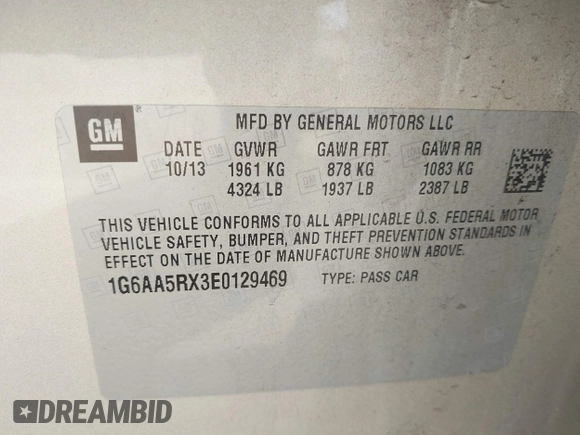 GM
MFD BY GENERAL MOTORS LLC
DATE GVWR GAWR FRT GAWR RR
10/13 1961 KG 878 KG 1083 KG
4324 LB 1937 LB 2387 LB
THIS VEHICLE CONFORMS TO ALL APPLICABLE U.S. FEDERAL MOTOR
VEHICLE SAFETY, BUMPER, AND THEFT PREVENTION STANDARDS IN
EFFECT ON THE DATE OF MANUFACTURE SHOWN ABOVE.
1G6AA5RX3E0129469 TYPE: PASS CAR
DREAMBID